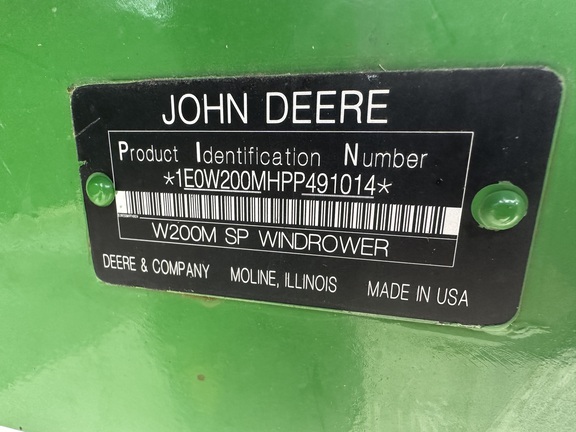 JOHN DEERE
Product Identification Number
*1E0W200MHPP491014*
W200M SP WINDROWER
DEERE & COMPANY MOLINE, ILLINOIS MADE IN USA